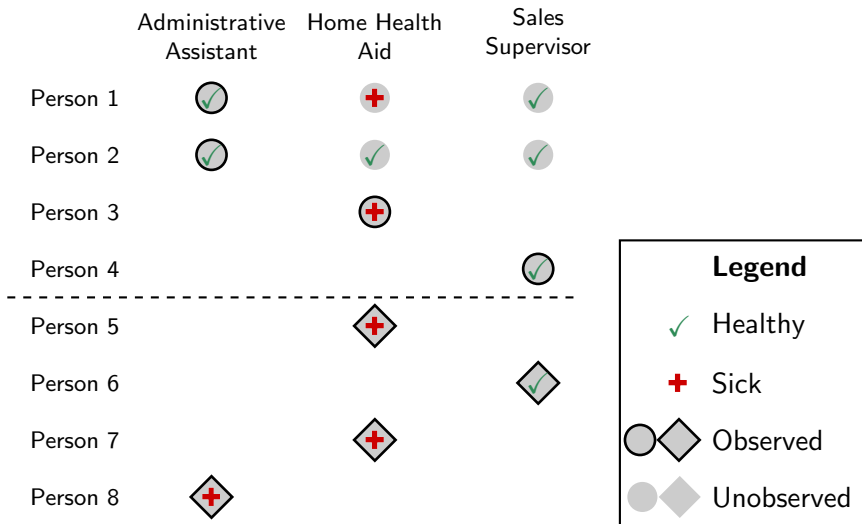 Administrative
Assistant
Home Health
Aid
Sales
Supervisor
Person 1
Person 2
Person 3
Person 4
Person 5
Person 6
Person 7
Person 8
Legend
Healthy
Sick
Observed
Unobserved